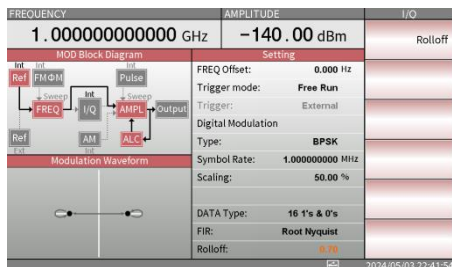 FREQUENCY AMPLITUDE I/O
1.000000000000 GHz -140.00 dBm Rolloff
MOD Block Diagram Setting
Int Int Int
Ref FMΦM Pulse
Sweep Int Sweep
FREQ I/Q AMPL Output
Ref AM ALC
Ext Int
Modulation Waveform
FREQ Offset: 0.000 Hz
Trigger mode: Free Run
Trigger: External
Digital Modulation
Type: BPSK
Symbol Rate: 1.000000000 MHz
Scaling: 50.00 %
DATA Type: 16 1's & 0's
FIR: Root Nyquist
Rolloff: 0.70
2024/05/03 22:41:54